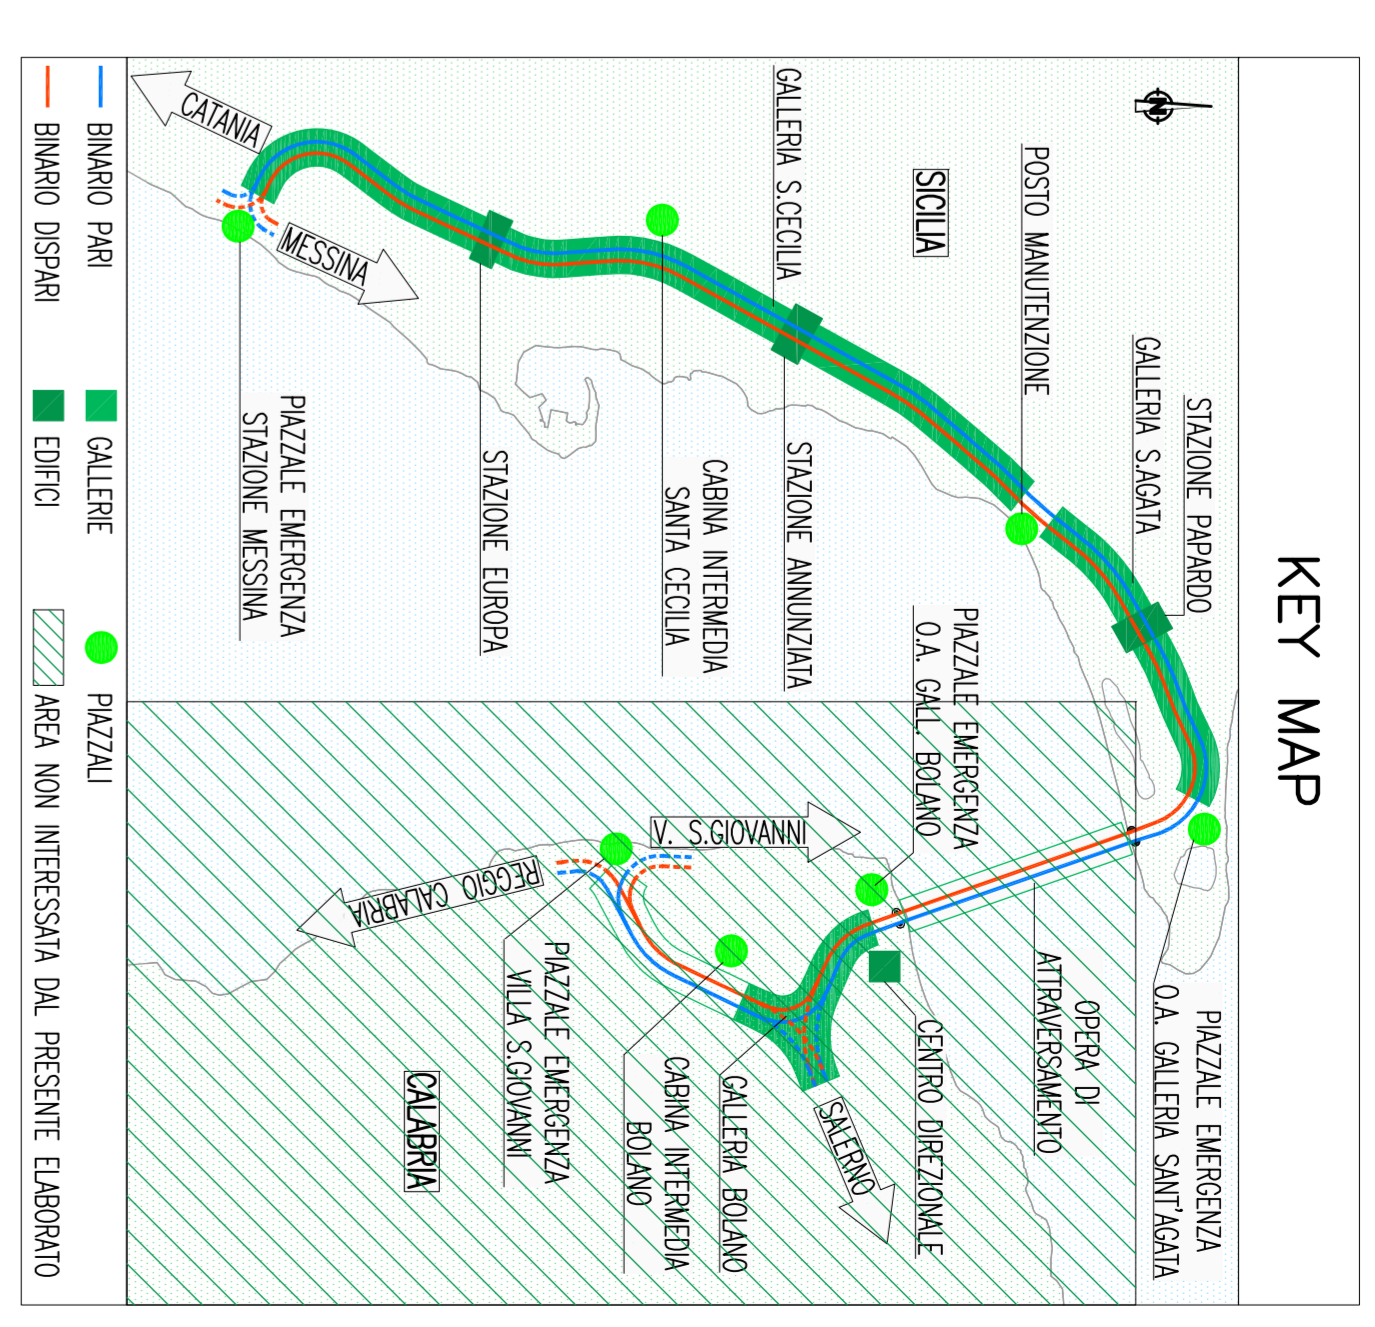 KEY MAP
N
POSTO MANUTENZIONE
GALLERIA S.AGATA
STAZIONE PAPARDO
SICILIA
GALLERIA S.CECILIA
CATANIA
MESSINA
PIAZZALE EMERGENZA
STAZIONE MESSINA
STAZIONE EUROPA
CABINA INTERMEDIA
SANTA CECILIA
STAZIONE ANNUNZIATA
PIAZZALE EMERGENZA
O.A. GALL. BOLANO
PIAZZALE EMERGENZA
O.A. GALLERIA SANT'AGATA
OPERA DI
ATTRAVERSAMENTO
CENTRO DIREZIONALE
V. S.GIOVANNI
REGGIO CALABRIA
SALERNO
GALLERIA BOLANO
CABINA INTERMEDIA
BOLANO
PIAZZALE EMERGENZA
VILLA S.GIOVANNI
CALABRIA
BINARIO PARI
GALLERIE
PIAZZALI
BINARIO DISPARI
EDIFICI
AREA NON INTERESSATA DAL PRESENTE ELABORATO